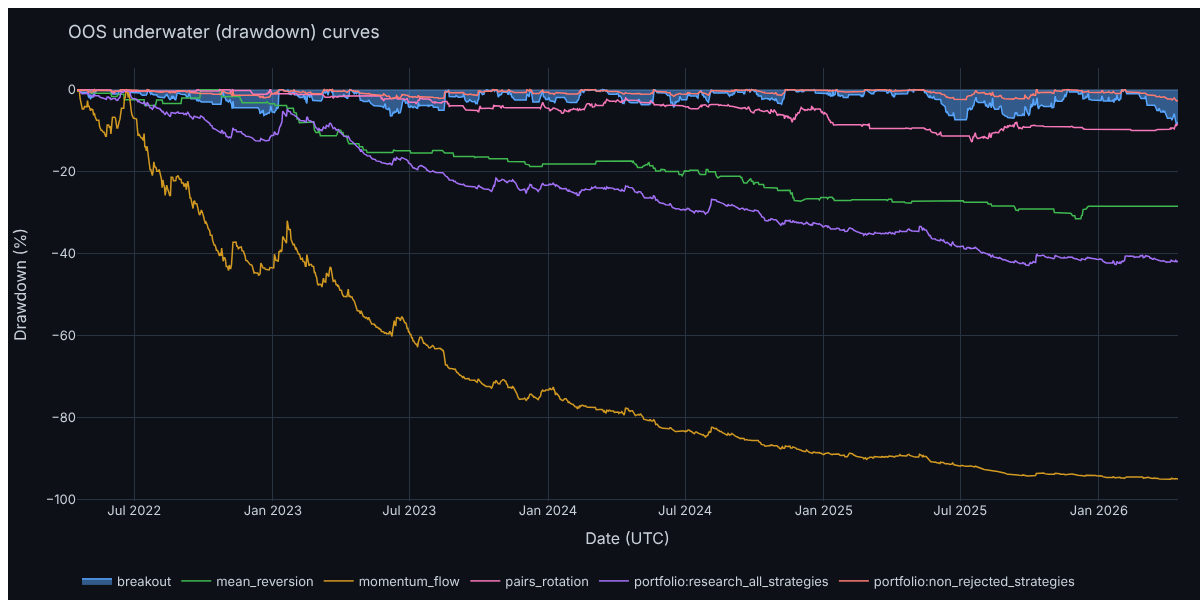 OOS underwater (drawdown) curves
0
−20
−40
−60
−80
−100
Drawdown (%)
Jul 2022 Jan 2023 Jul 2023 Jan 2024 Jul 2024 Jan 2025 Jul 2025 Jan 2026
Date (UTC)
breakout mean_reversion momentum_flow pairs_rotation portfolio:research_all_strategies portfolio:non_rejected_strategies